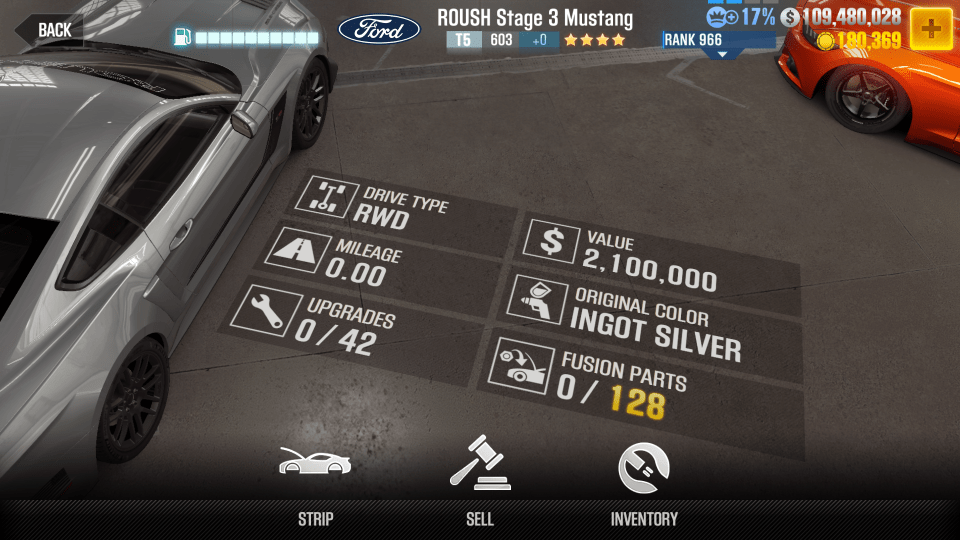 BACK
Ford
ROUSH Stage 3 Mustang
T5 603 +0
17%
109,480,028
180,369
RANK 966
DRIVE TYPE
RWD
MILEAGE
0.00
UPGRADES
0/42
VALUE
2,100,000
ORIGINAL COLOR
INGOT SILVER
FUSION PARTS
0/128
STRIP
SELL
INVENTORY